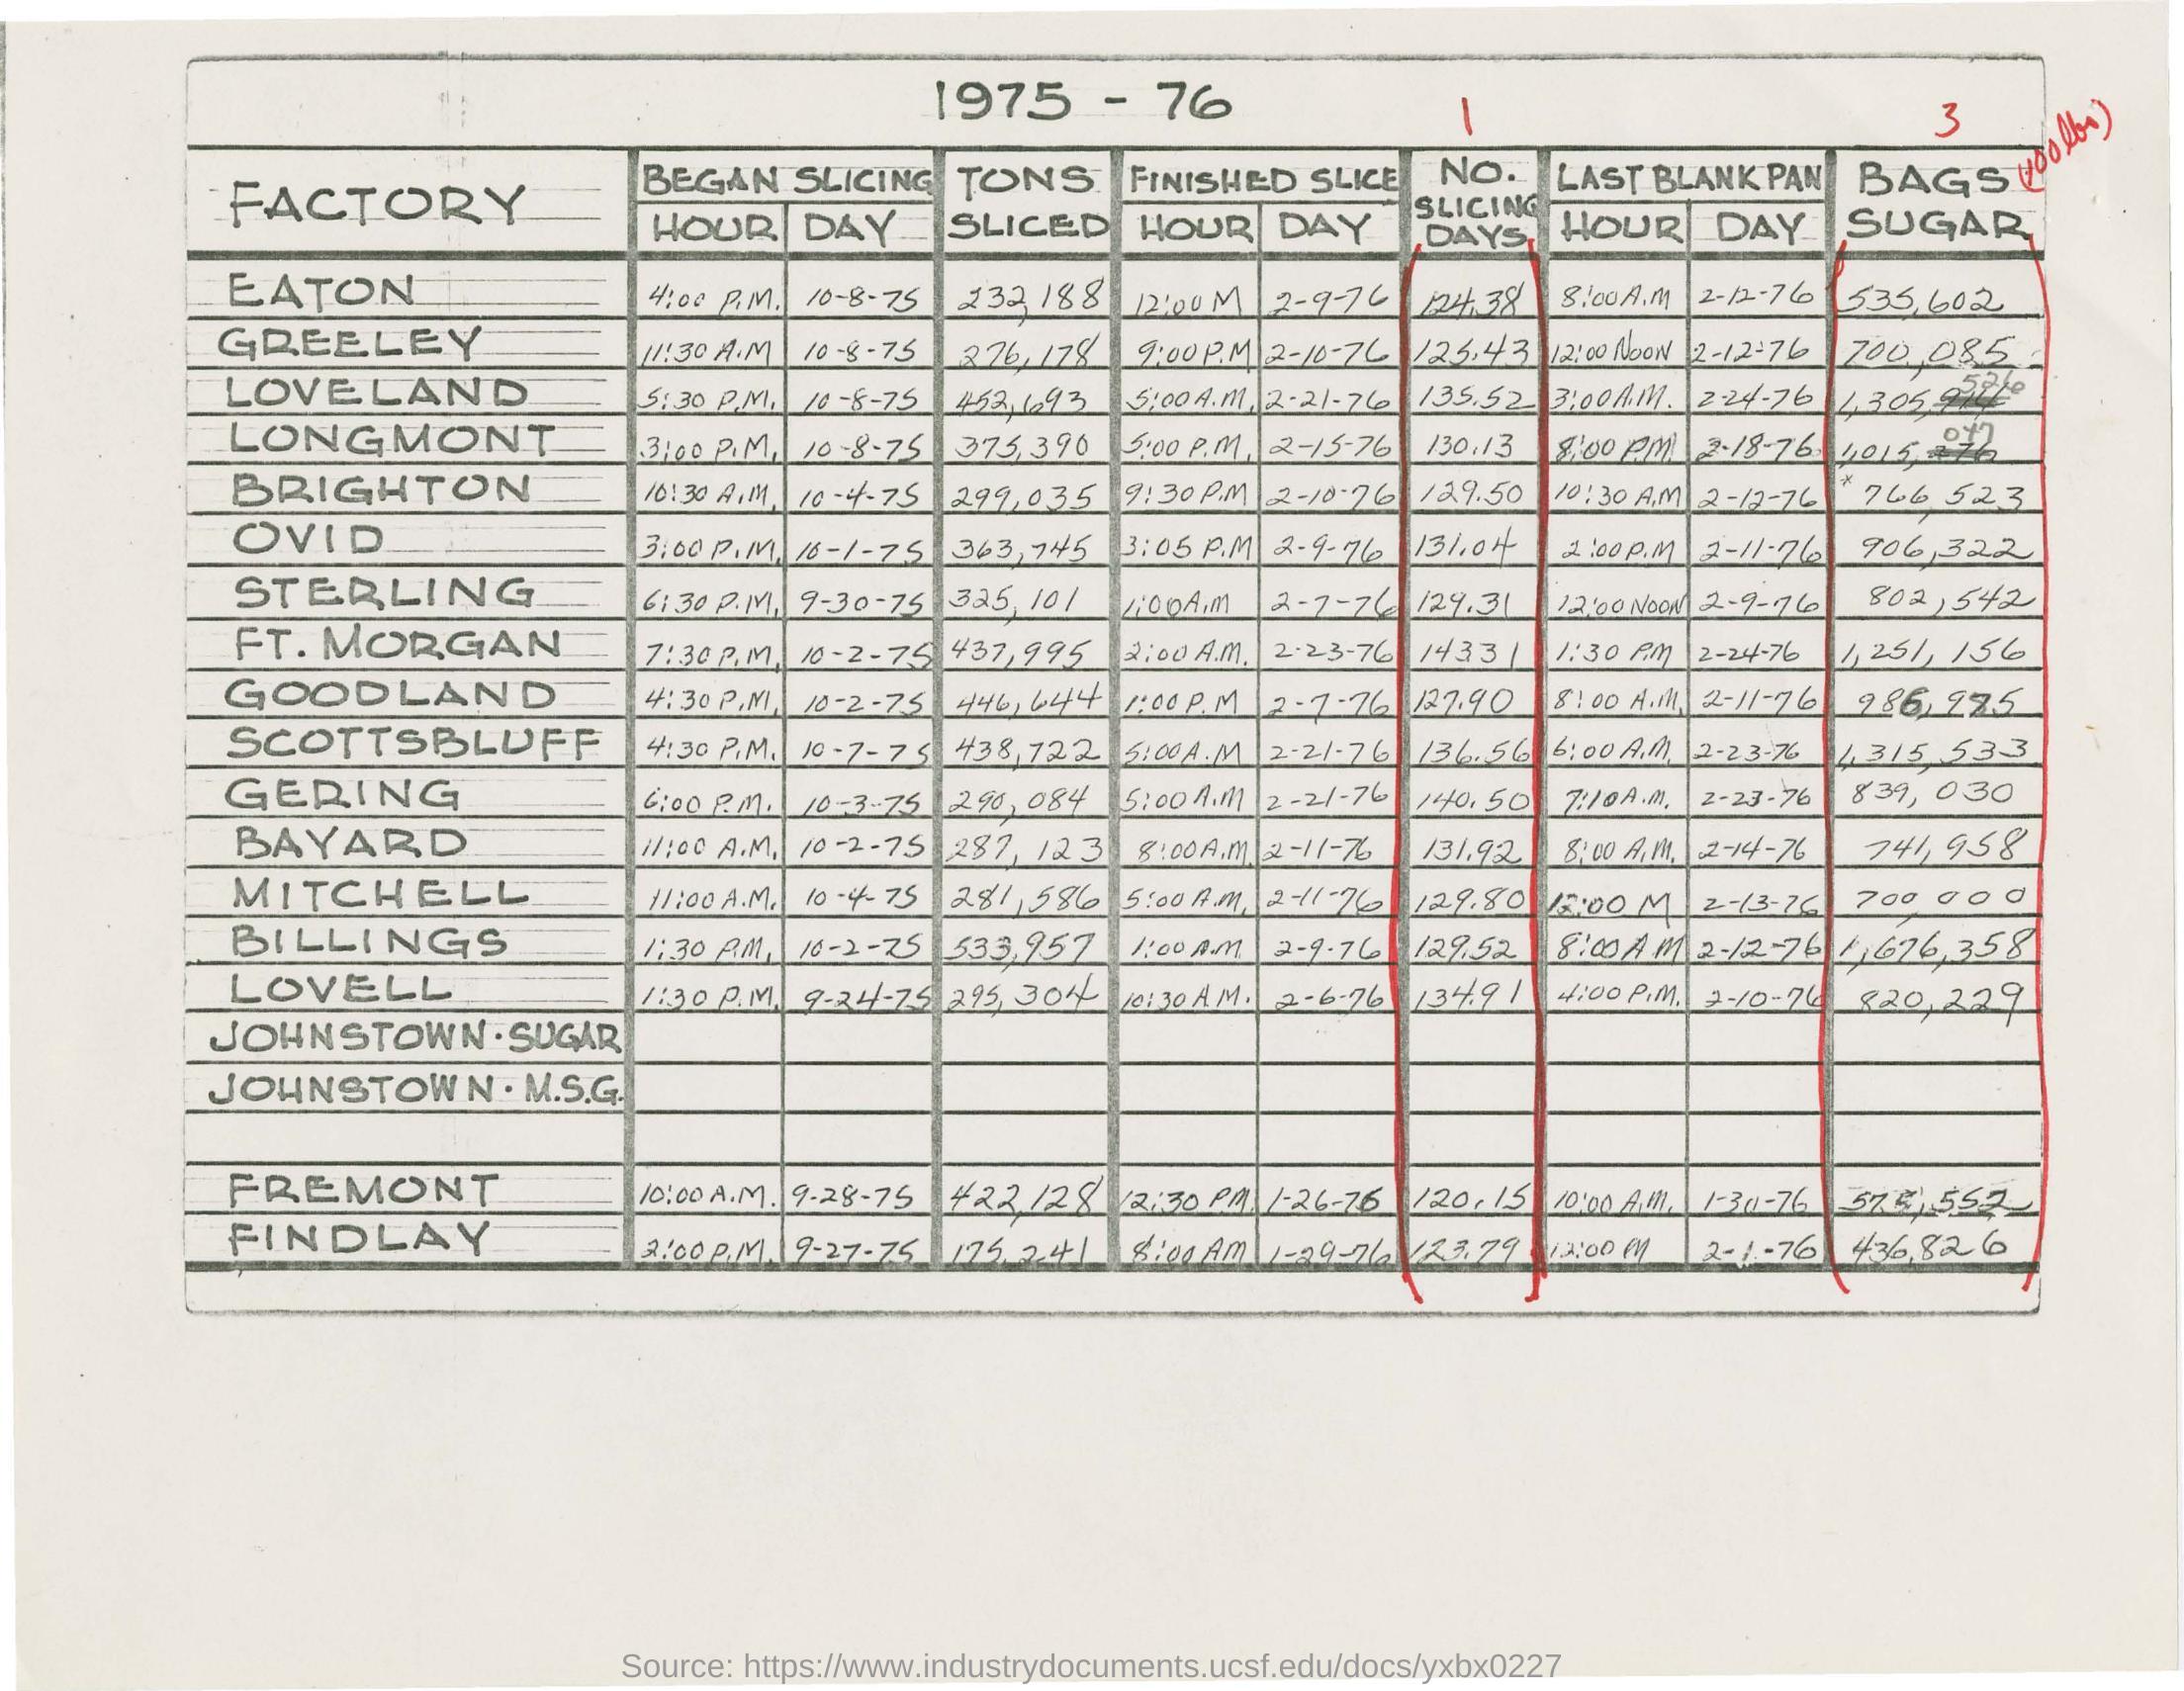 1975 - 76
1 3
FACTORY BEGAN SLICING TONS SLICED FINISHED SLICE NO. SLICING DAYS LAST BLANK PAN BAGS SUGAR (100 lbs)
HOUR DAY HOUR DAY HOUR DAY
EATON 4:00 P.M. 10-8-75 232,188 12:00 M 2-9-76 124.38 8:00 A.M 2-12-76 535,602
GREELEY 11:30 A.M 10-8-75 276,178 9:00 P.M 2-10-76 125.43 12:00 NOON 2-12-76 700,085
LOVELAND 5:30 P.M. 10-8-75 452,693 5:00 A.M. 2-21-76 135.52 3:00 A.M. 2-24-76 1,305,526
LONGMONT 3:00 P.M. 10-8-75 375,390 5:00 P.M. 2-15-76 130.13 8:00 P.M. 2-18-76 1,015,047
BRIGHTON 10:30 A.M. 10-4-75 299,035 9:30 P.M 2-10-76 129.50 10:30 A.M 2-12-76 * 766,523
OVID 3:00 P.M. 10-1-75 363,745 3:05 P.M 2-9-76 131.04 2:00 P.M 2-11-76 906,322
STERLING 6:30 P.M. 9-30-75 325,101 1:00 A.M 2-7-76 129.31 12:00 NOON 2-9-76 802,542
FT. MORGAN 7:30 P.M. 10-2-75 437,995 2:00 A.M. 2-23-76 143.31 1:30 P.M 2-24-76 1,251,156
GOODLAND 4:30 P.M. 10-2-75 446,644 1:00 P.M 2-7-76 127.90 8:00 A.M. 2-11-76
SCOTTSBLUFF 4:30 P.M. 10-7-75 438,722 5:00 A.M 2-21-76 136.56 6:00 A.M. 2-23-76 1,315,533
GERING 6:00 P.M. 10-3-75 290,084 5:00 A.M 2-21-76 140.50 7:10 A.M. 2-23-76 839,030
BAYARD 11:00 A.M. 10-2-75 287,123 8:00 A.M. 2-11-76 131.92 8:00 A.M. 2-14-76 741,958
MITCHELL 11:00 A.M. 10-4-75 281,586 5:00 A.M. 2-11-76 129.80 12:00 M 2-13-76 700,000
BILLINGS 1:30 P.M. 10-2-75 533,957 1:00 A.M. 2-9-76 129.52 8:00 A M 2-12-76 1,676,358
LOVELL 1:30 P.M. 9-24-75 295,304 10:30 A.M. 2-6-76 134.91 4:00 P.M. 2-10-76 820,229
JOHNSTOWN · SUGAR
JOHNSTOWN · M.S.G.
FREMONT 10:00 A.M. 9-28-75 422,128 12:30 P.M. 1-26-76 120.15 10:00 A.M. 1-30-76 575,552
FINDLAY 2:00 P.M. 9-27-75 175,241 8:00 AM 1-29-76 123.79 12:00 M 2-1-76 436,826
Source: https://www.industrydocuments.ucsf.edu/docs/yxbx0227